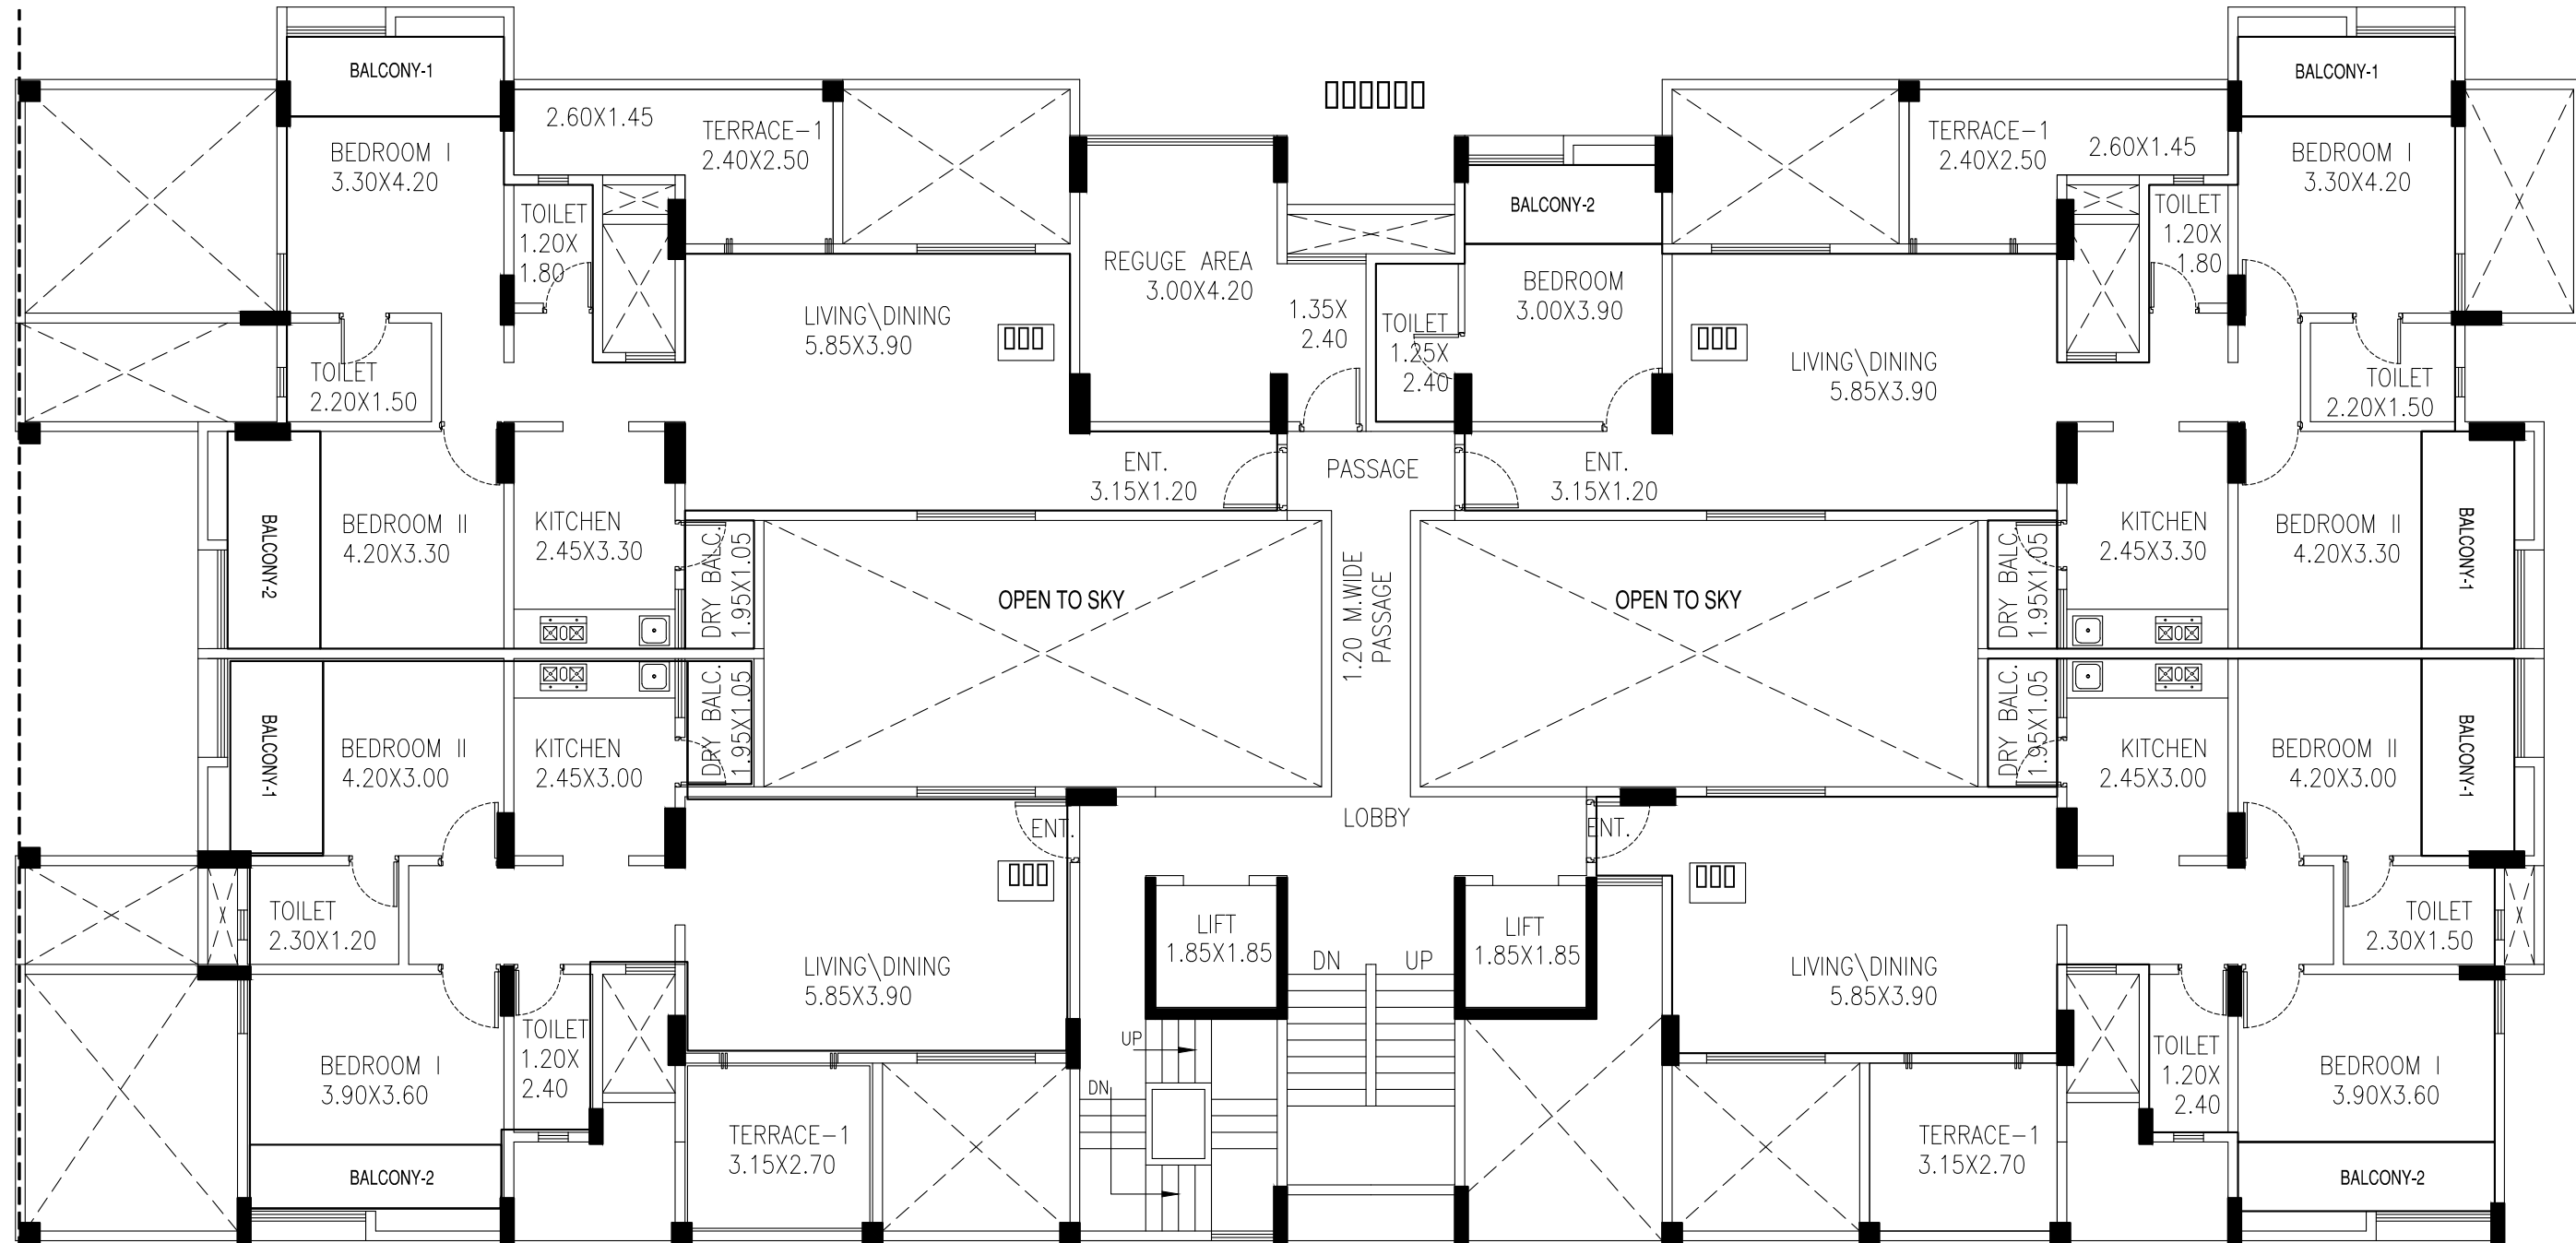 BALCONY-1
BALCONY-1
2.60X1.45
TERRACE-1
2.40X2.50
TERRACE-1
2.40X2.50
2.60X1.45
BEDROOM I
3.30X4.20
BEDROOM I
3.30X4.20
TOILET
1.20X
1.80
BALCONY-2
TOILET
1.20X
1.80
REGUGE AREA
3.00X4.20
BEDROOM
3.00X3.90
LIVING\DINING
5.85X3.90
1.35X
2.40
TOILET
1.25X
2.40
LIVING\DINING
5.85X3.90
TOILET
2.20X1.50
TOILET
2.20X1.50
ENT.
3.15X1.20
PASSAGE
ENT.
3.15X1.20
BALCONY-2
BEDROOM II
4.20X3.30
KITCHEN
2.45X3.30
DRY BALC.
1.95X1.05
OPEN TO SKY
1.20 M.WIDE
PASSAGE
OPEN TO SKY
DRY BALC.
1.95X1.05
KITCHEN
2.45X3.30
BEDROOM II
4.20X3.30
BALCONY-1
BALCONY-1
BEDROOM II
4.20X3.00
KITCHEN
2.45X3.00
DRY BALC.
1.95X1.05
DRY BALC.
1.95X1.05
KITCHEN
2.45X3.00
BEDROOM II
4.20X3.00
BALCONY-1
ENT.
LOBBY
ENT.
TOILET
2.30X1.20
LIFT
1.85X1.85
LIFT
1.85X1.85
TOILET
2.30X1.50
LIVING\DINING
5.85X3.90
DN
UP
LIVING\DINING
5.85X3.90
BEDROOM I
3.90X3.60
TOILET
1.20X
2.40
UP
DN
TOILET
1.20X
2.40
BEDROOM I
3.90X3.60
TERRACE-1
3.15X2.70
TERRACE-1
3.15X2.70
BALCONY-2
BALCONY-2